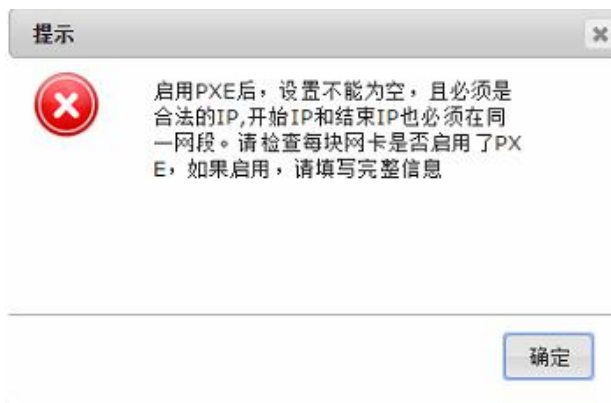 提示
启用PXE后，设置不能为空，且必须是
合法的IP,开始IP和结束IP也必须在同
一网段。请检查每块网卡是否启用了PX
E，如果启用，请填写完整信息
确定